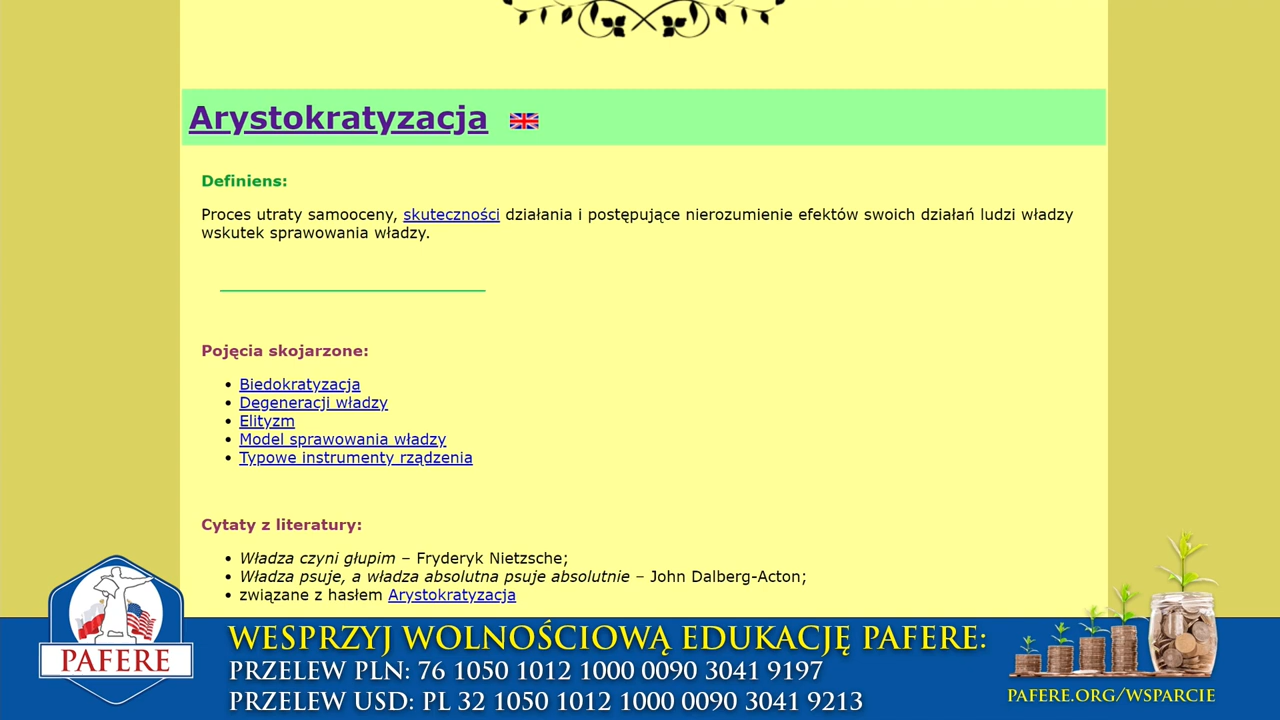 Arystokratyzacja
Definiens:
Proces utraty samooceny, skuteczności działania i postępujące nierozumienie efektów swoich działań ludzi władzy
wskutek sprawowania władzy.
Pojęcia skojarzone:
• Biedokratyzacja
• Degeneracji władzy
• Elityzm
• Model sprawowania władzy
• Typowe instrumenty rządzenia
Cytaty z literatury:
• Władza czyni głupim – Fryderyk Nietzsche;
• Władza psuje, a władza absolutna psuje absolutnie – John Dalberg-Acton;
• związane z hasłem Arystokratyzacja
PAFERE
WESPRZYJ WOLNOŚCIOWĄ EDUKACJĘ PAFERE:
PRZELEW PLN: 76 1050 1012 1000 0090 3041 9197
PRZELEW USD: PL 32 1050 1012 1000 0090 3041 9213
PAFERE.ORG/WSPARCIE